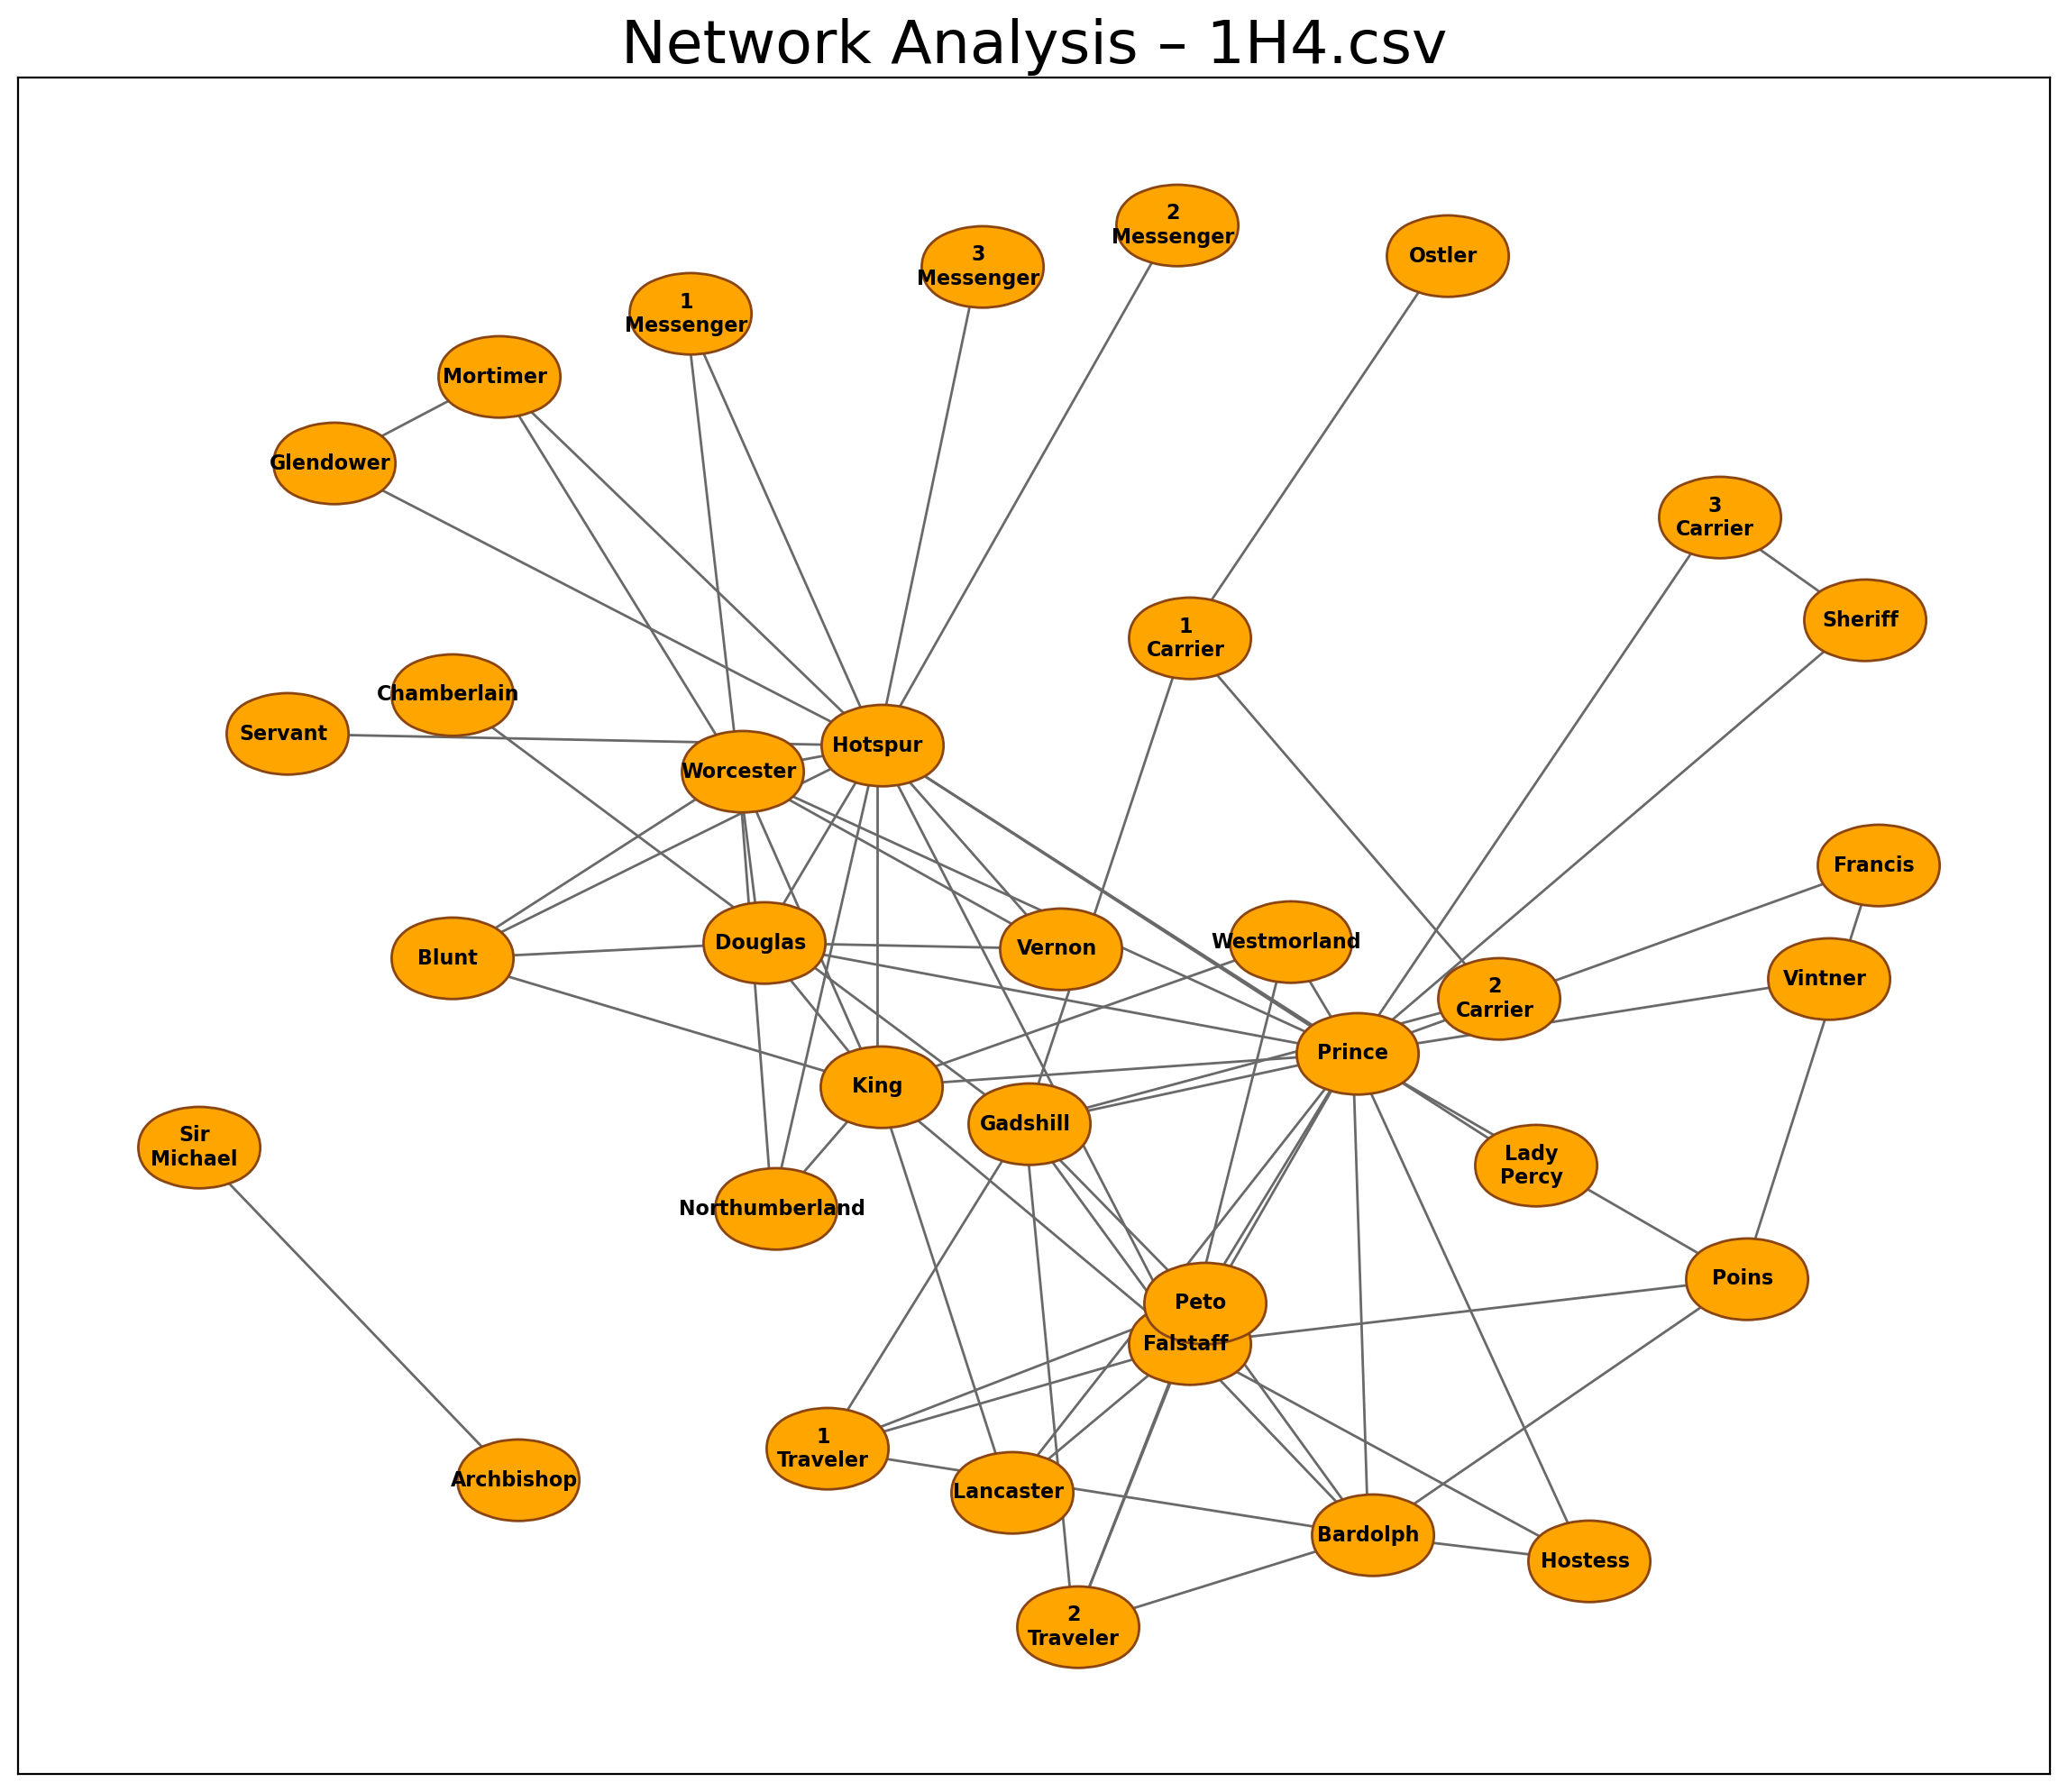 Network Analysis – 1H4.csv
2
Messenger
3
Messenger
Ostler
1
Messenger
Mortimer
Glendower
3
Carrier
Sheriff
1
Carrier
Chamberlain
Servant
Hotspur
Worcester
Francis
Douglas
Vernon
Westmorland
Blunt
Vintner
2
Carrier
Prince
King
Gadshill
Sir
Michael
Lady
Percy
Northumberland
Poins
Peto
Falstaff
1
Traveler
Archbishop
Lancaster
Bardolph
Hostess
2
Traveler